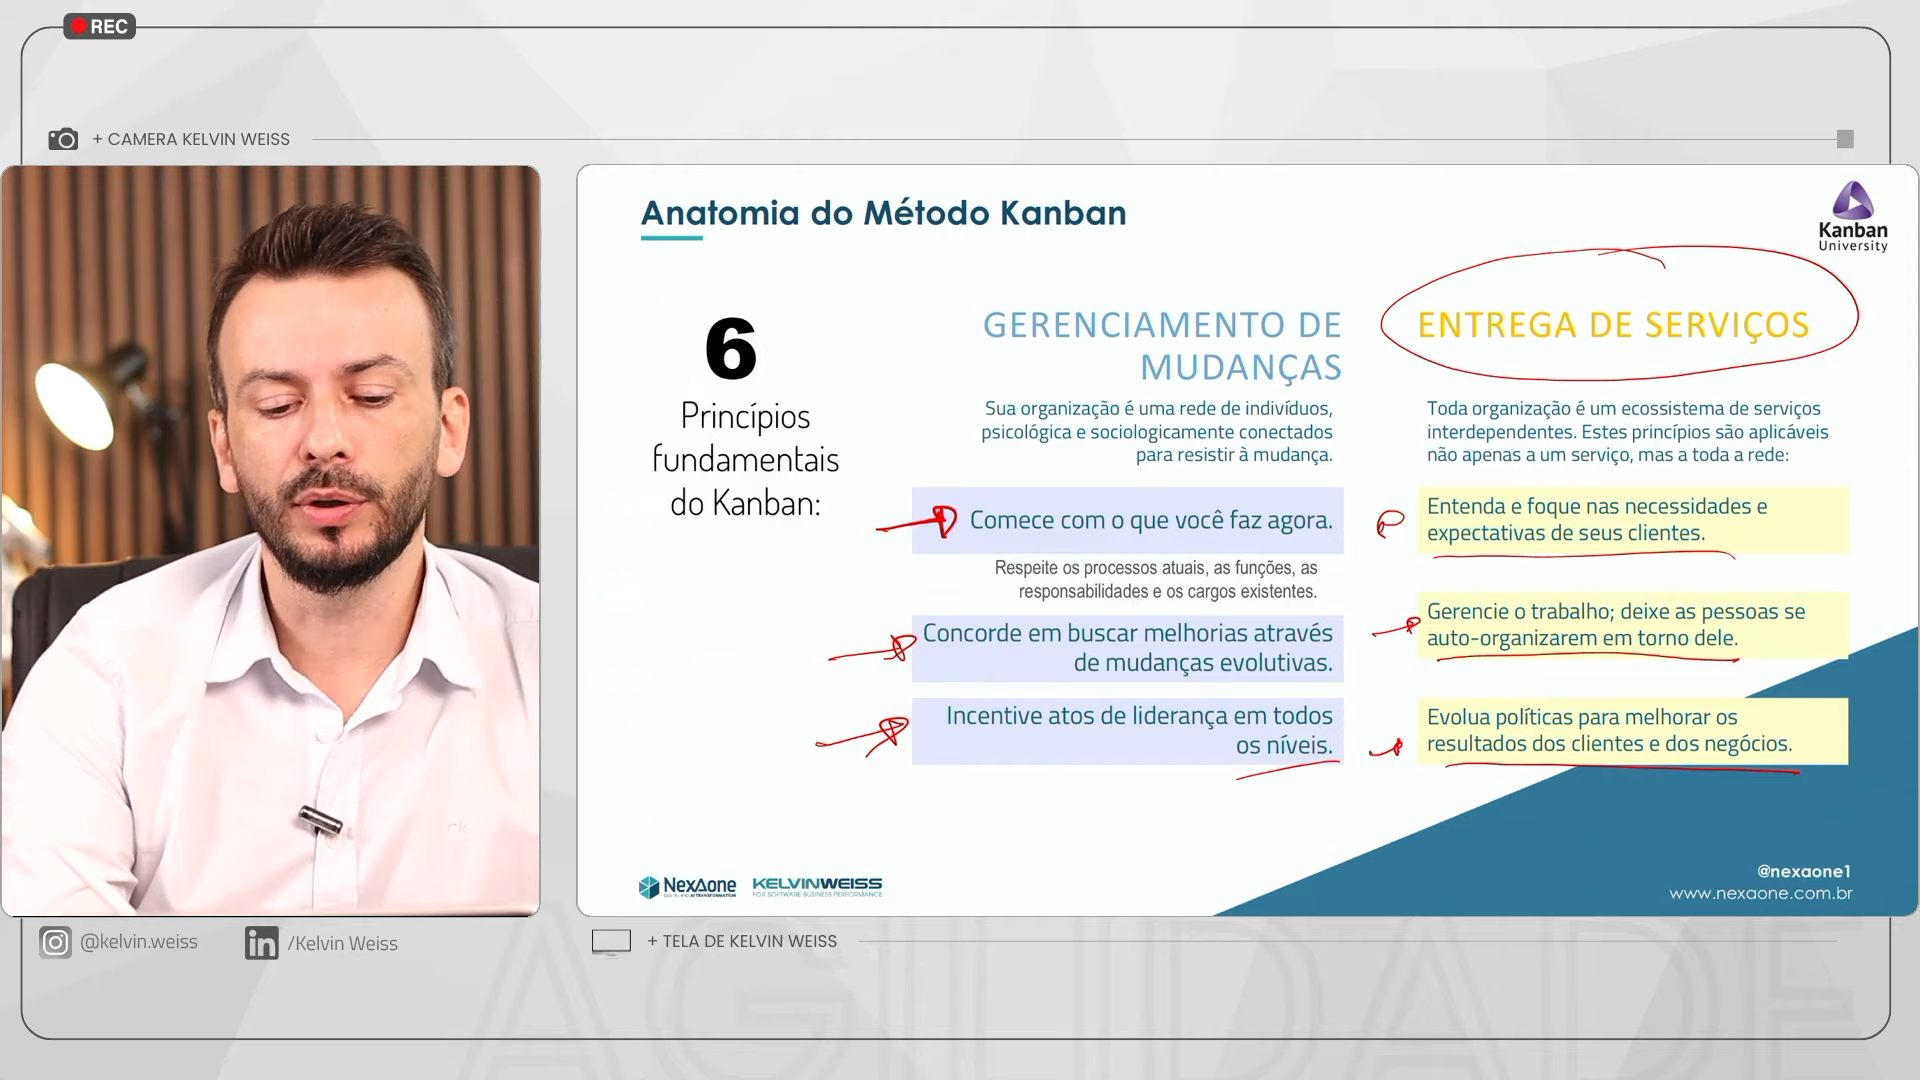 REC
+ CAMERA KELVIN WEISS
Anatomia do Método Kanban
Kanban
University
6
Princípios
fundamentais
do Kanban:
GERENCIAMENTO DE
MUDANÇAS
Sua organização é uma rede de indivíduos,
psicológica e sociologicamente conectados
para resistir à mudança.
Comece com o que você faz agora.
Respeite os processos atuais, as funções, as
responsabilidades e os cargos existentes.
Concorde em buscar melhorias através
de mudanças evolutivas.
Incentive atos de liderança em todos
os níveis.
ENTREGA DE SERVIÇOS
Toda organização é um ecossistema de serviços
interdependentes. Estes princípios são aplicáveis
não apenas a um serviço, mas a toda a rede:
Entenda e foque nas necessidades e
expectativas de seus clientes.
Gerencie o trabalho; deixe as pessoas se
auto-organizarem em torno dele.
Evolua políticas para melhorar os
resultados dos clientes e dos negócios.
NexAone
KELVINWEISS
FOR SOFTWARE BUSINESS PERFORMANCE
@nexaone1
www.nexaone.com.br
ck
@kelvin.weiss
/Kelvin Weiss
+ TELA DE KELVIN WEISS
AGILIDADE